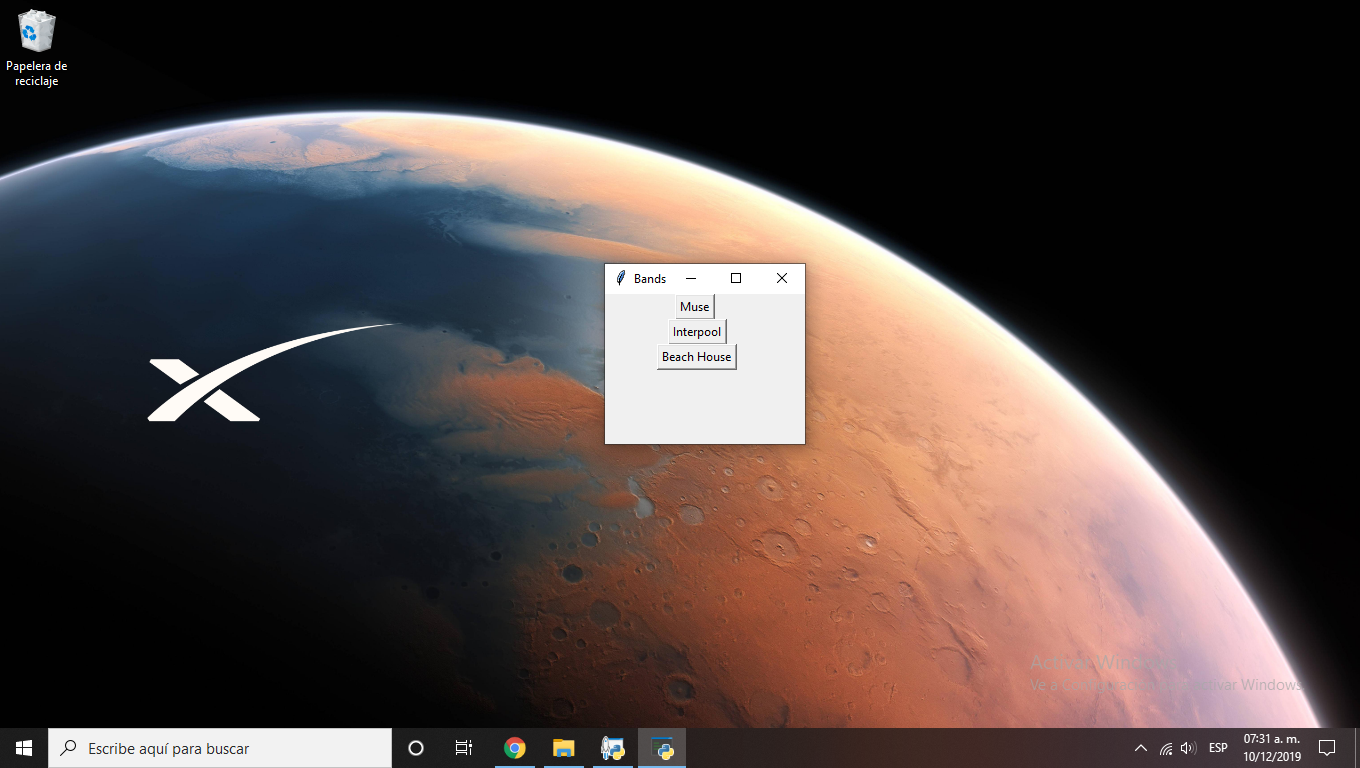 Papelera de
reciclaje
Bands
Muse
Interpool
Beach House
Activar Windows
Ve a Configuración para activar Windows.
Escribe aquí para buscar
ESP
07:31 a. m.
10/12/2019